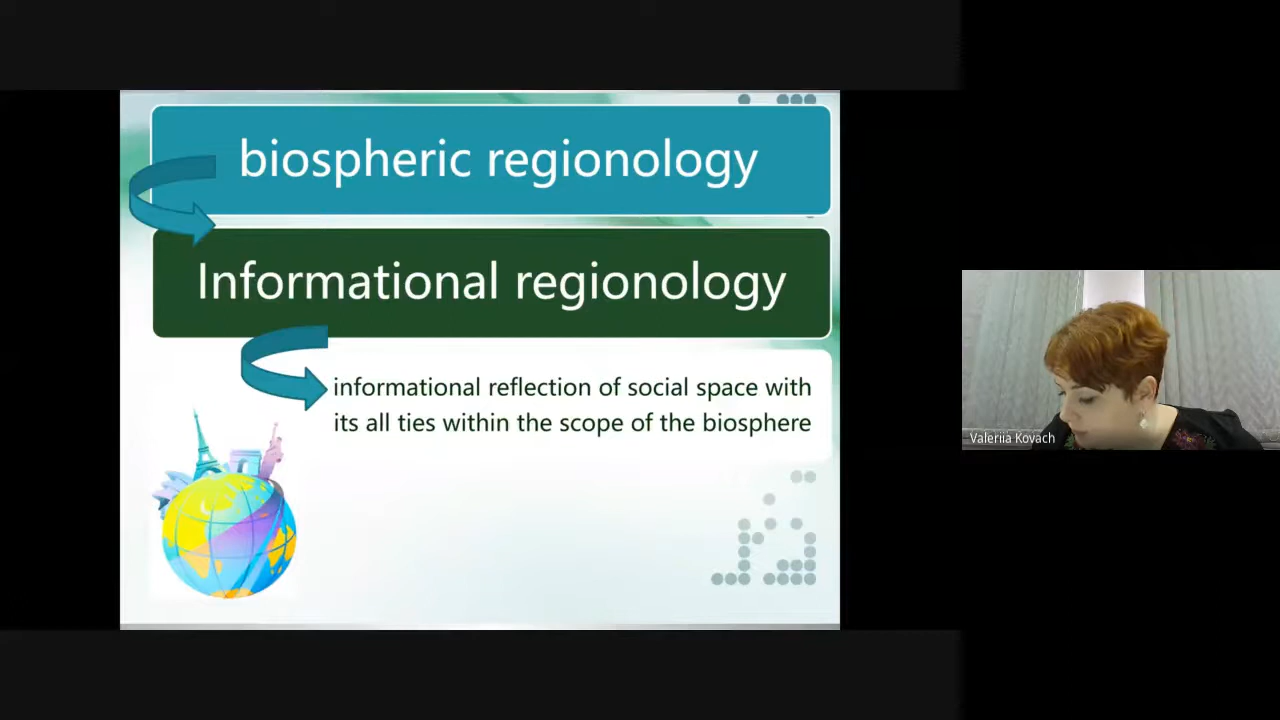 biospheric regionology
Informational regionology
informational reflection of social space with
its all ties within the scope of the biosphere
Valeriia Kovach